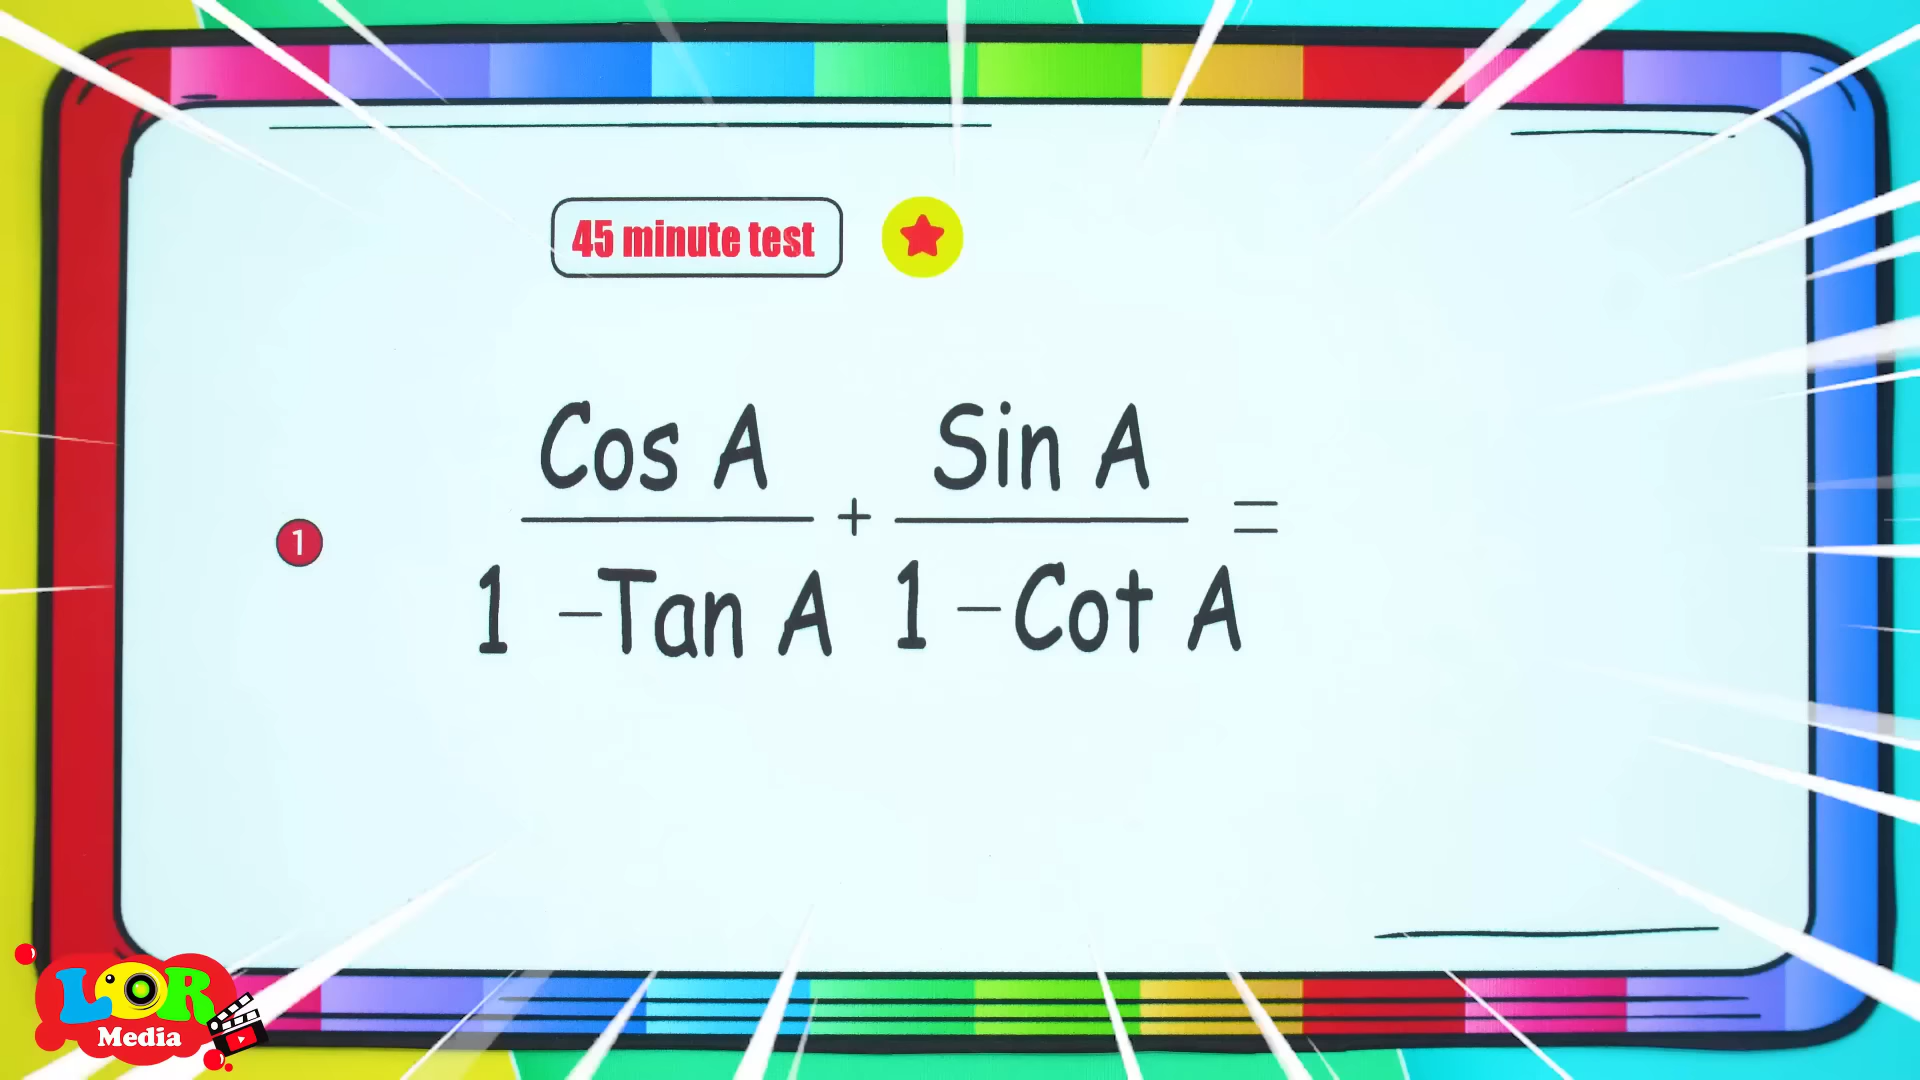 45 minute test
1
Cos A / 1 –Tan A + Sin A / 1 –Cot A =
LOR
Media